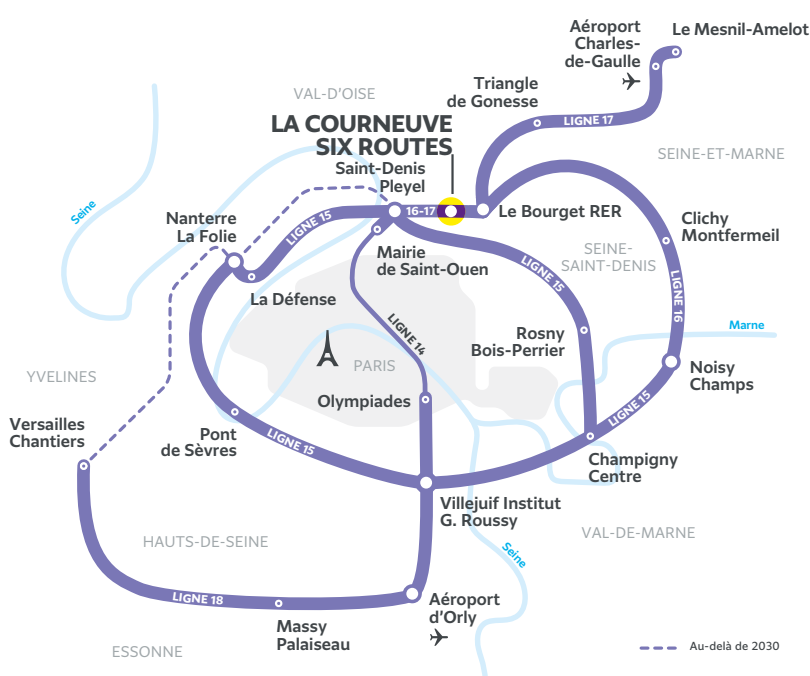 Aéroport
Charles-
de-Gaulle
Le Mesnil-Amelot
Triangle
de Gonesse
LIGNE 17
VAL-D'OISE
LA COURNEUVE
SIX ROUTES
Saint-Denis
Pleyel
SEINE-ET-MARNE
Seine
Nanterre
La Folie
LIGNE 15
16-17
Le Bourget RER
Clichy
Montfermeil
Mairie
de Saint-Ouen
SEINE-
SAINT-DENIS
LIGNE 15
LIGNE 16
La Défense
LIGNE 14
Rosny
Bois-Perrier
Marne
PARIS
YVELINES
Noisy
Champs
Olympiades
LIGNE 15
Versailles
Chantiers
Pont
de Sèvres
LIGNE 15
Champigny
Centre
Villejuif Institut
G. Roussy
HAUTS-DE-SEINE
VAL-DE-MARNE
Seine
LIGNE 18
Aéroport
d'Orly
Massy
Palaiseau
ESSONNE
Au-delà de 2030